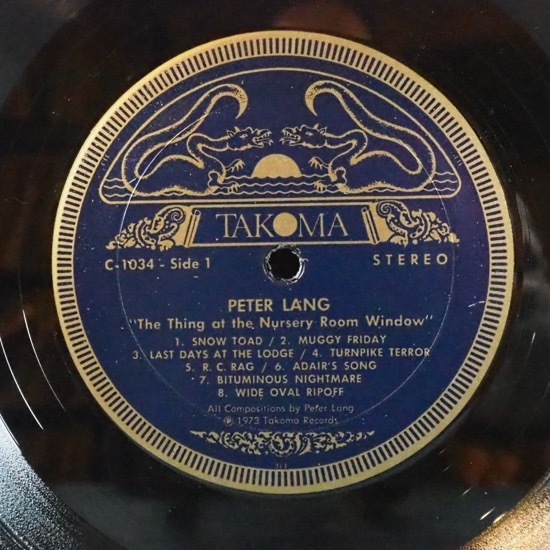 TAKOMA
C-1034 - Side 1 STEREO
PETER LANG
"The Thing at the Nursery Room Window"
1. SNOW TOAD / 2. MUGGY FRIDAY
3. LAST DAYS AT THE LODGE / 4. TURNPIKE TERROR
5. R. C. RAG / 6. ADAIR'S SONG
7. BITUMINOUS NIGHTMARE
8. WIDE OVAL RIPOFF
All Compositions by Peter Lang
℗ 1973 Takoma Records